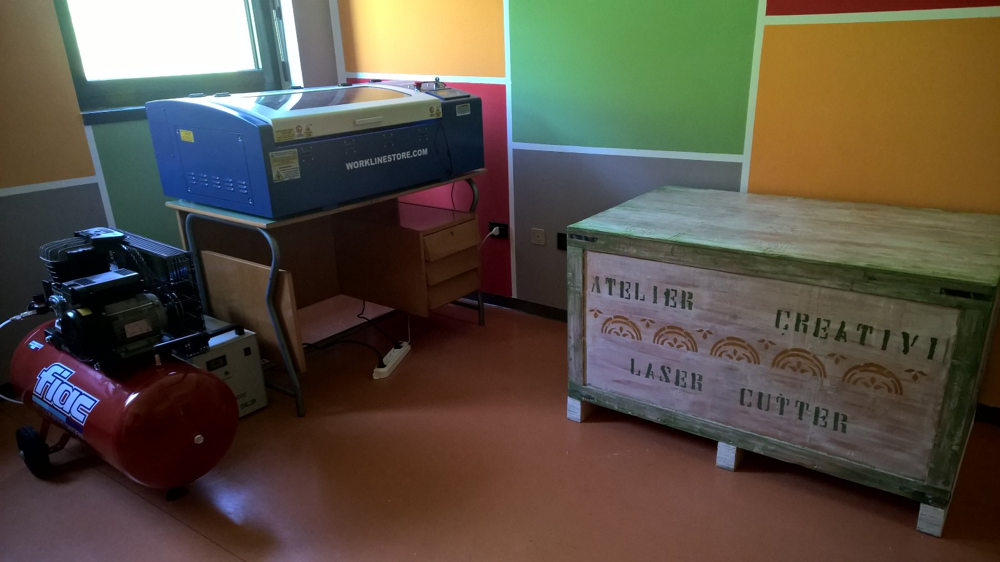 WORKLINESTORE.COM
fiac
CHILLER
ATELIER CREATIVI
LASER CUTTER